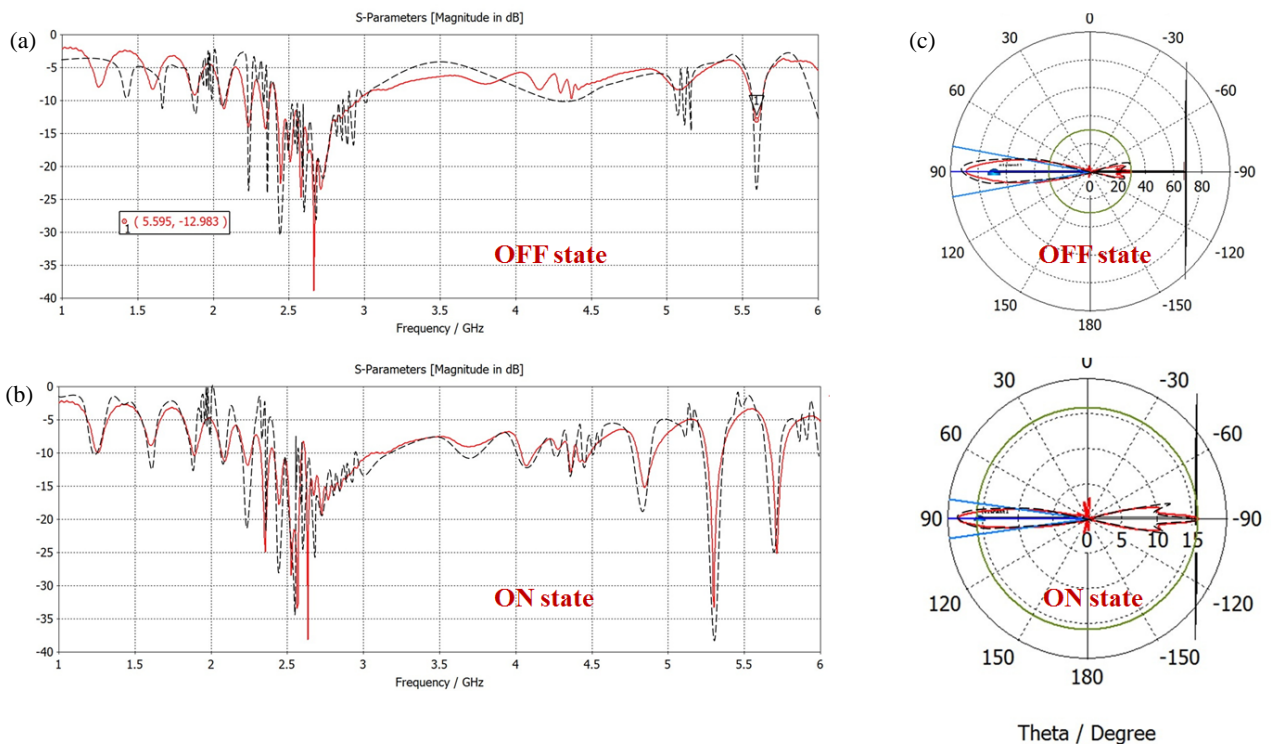 (a)
S-Parameters [Magnitude in dB]
0
-5
-10
-15
-20
-25
-30
-35
-40
1
( 5.595, -12.983 )
1
OFF state
1 1.5 2 2.5 3 3.5 4 4.5 5 5.5 6
Frequency / GHz
(c)
0
30 -30
60 -60
90 -90
0 20 40 60 80
120 -120
150 -150
180
OFF state
(b)
S-Parameters [Magnitude in dB]
0
-5
-10
-15
-20
-25
-30
-35
-40
ON state
1 1.5 2 2.5 3 3.5 4 4.5 5 5.5 6
Frequency / GHz
0
30 -30
60 -60
90 -90
0 5 10 15
120 -120
150 -150
180
ON state
Theta / Degree